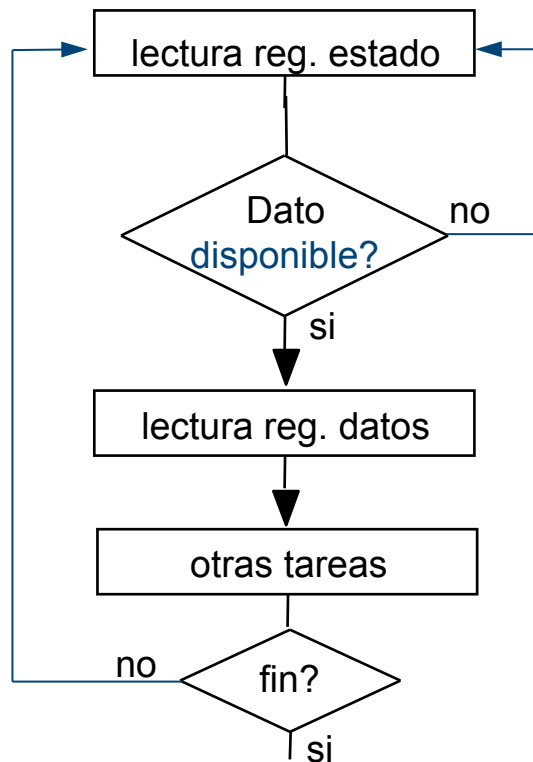 lectura reg. estado
Dato
disponible?
no
si
lectura reg. datos
otras tareas
no
fin?
si